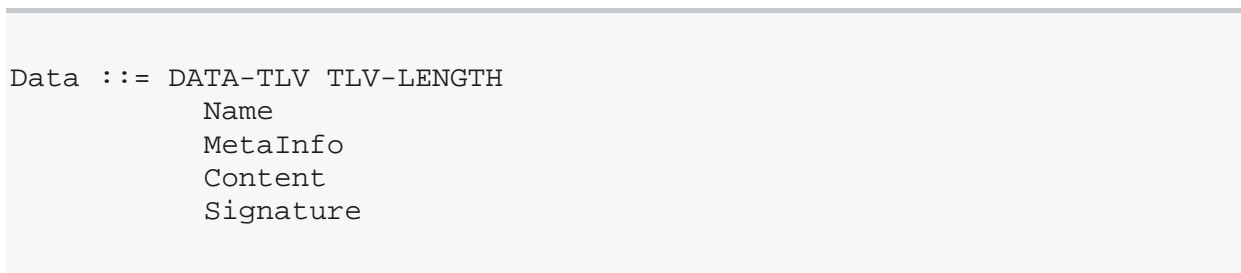 Data ::= DATA-TLV TLV-LENGTH
Name
MetaInfo
Content
Signature